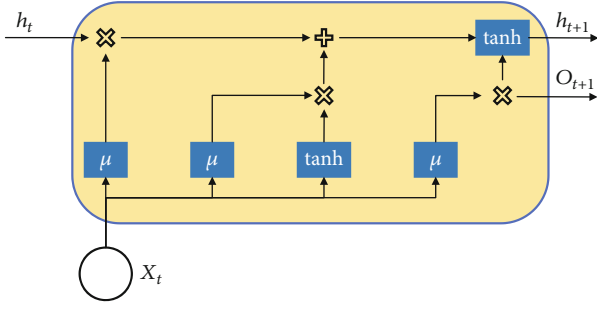 h_t
h_{t+1}
tanh
O_{t+1}
μ
μ
tanh
μ
X_t